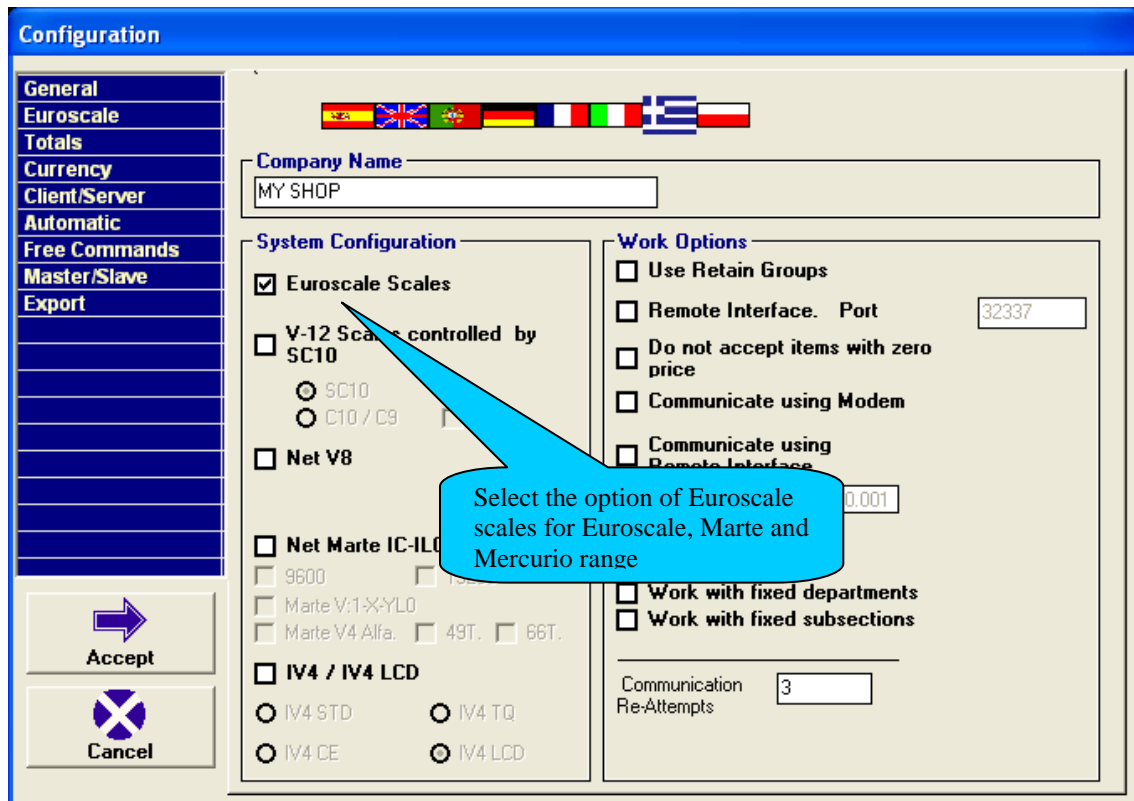 Configuration
General
Euroscale
Totals
Currency
Client/Server
Automatic
Free Commands
Master/Slave
Export
Accept
Cancel
Company Name
MY SHOP
System Configuration
Euroscale Scales
V-12 Scales controlled by
SC10
SC10
C10 / C9
Net V8
Net Marte IC-IL0
9600
Marte V:1-X-YL0
Marte V4 Alfa. 49T. 66T.
IV4 / IV4 LCD
IV4 STD IV4 TQ
IV4 CE IV4 LCD
Select the option of Euroscale
scales for Euroscale, Marte and
Mercurio range
Work Options
Use Retain Groups
Remote Interface. Port 32337
Do not accept items with zero
price
Communicate using Modem
Communicate using
Remote Interface
0.001
Work with fixed departments
Work with fixed subsections
Communication 3
Re-Attempts